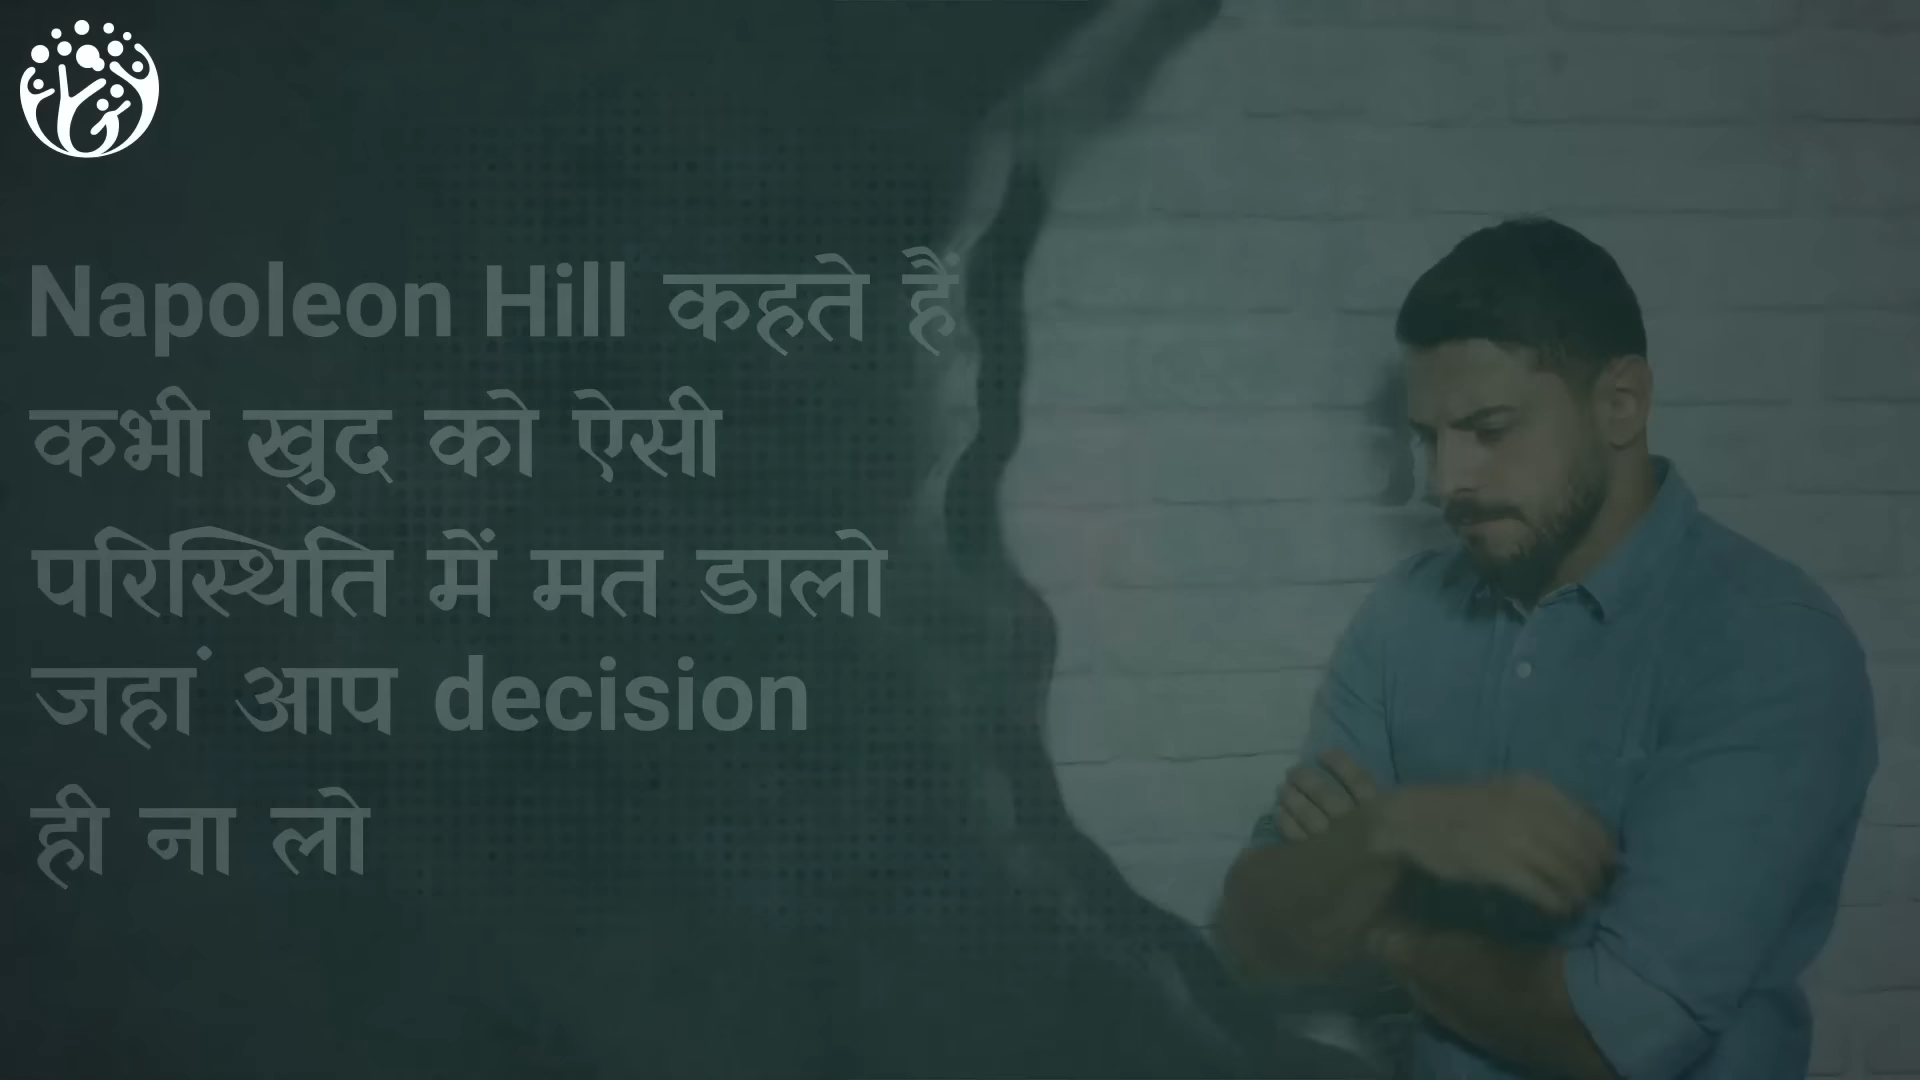 Napoleon Hill कहते हैं
कभी खुद को ऐसी
परिस्थिति में मत डालो
जहां आप decision
ही ना लो